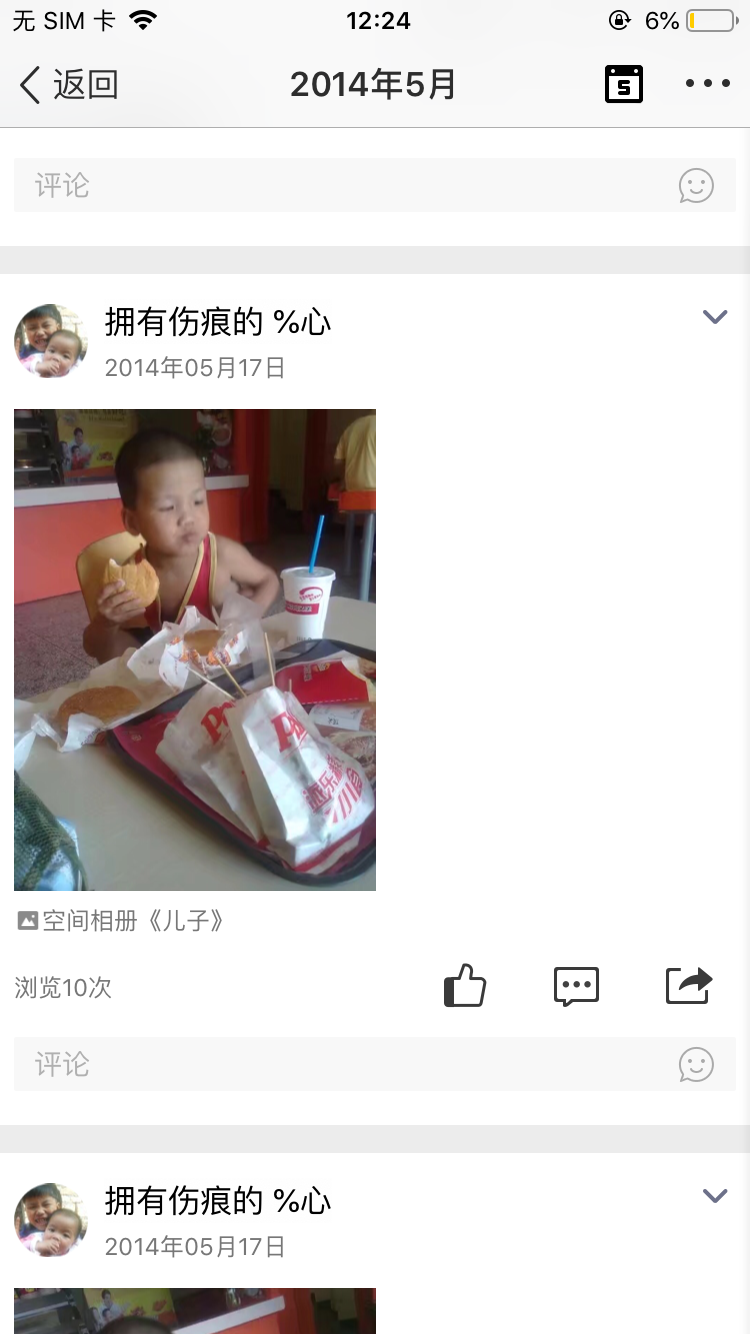 无 SIM 卡
12:24
6%
返回
2014年5月
5
评论
拥有伤痕的 %心
2014年05月17日
空间相册《儿子》
浏览10次
评论
拥有伤痕的 %心
2014年05月17日